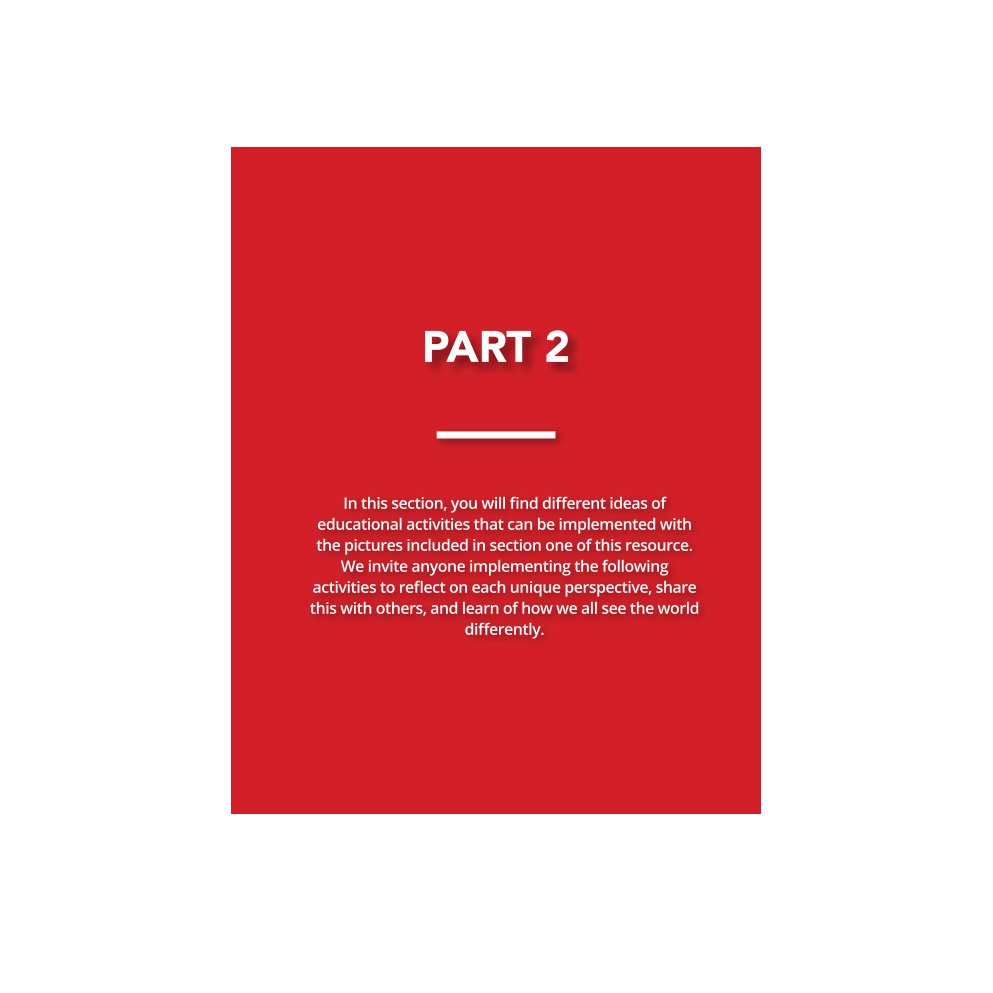 PART 2
In this section, you will find different ideas of
educational activities that can be implemented with
the pictures included in section one of this resource.
We invite anyone implementing the following
activities to reflect on each unique perspective, share
this with others, and learn of how we all see the world
differently.